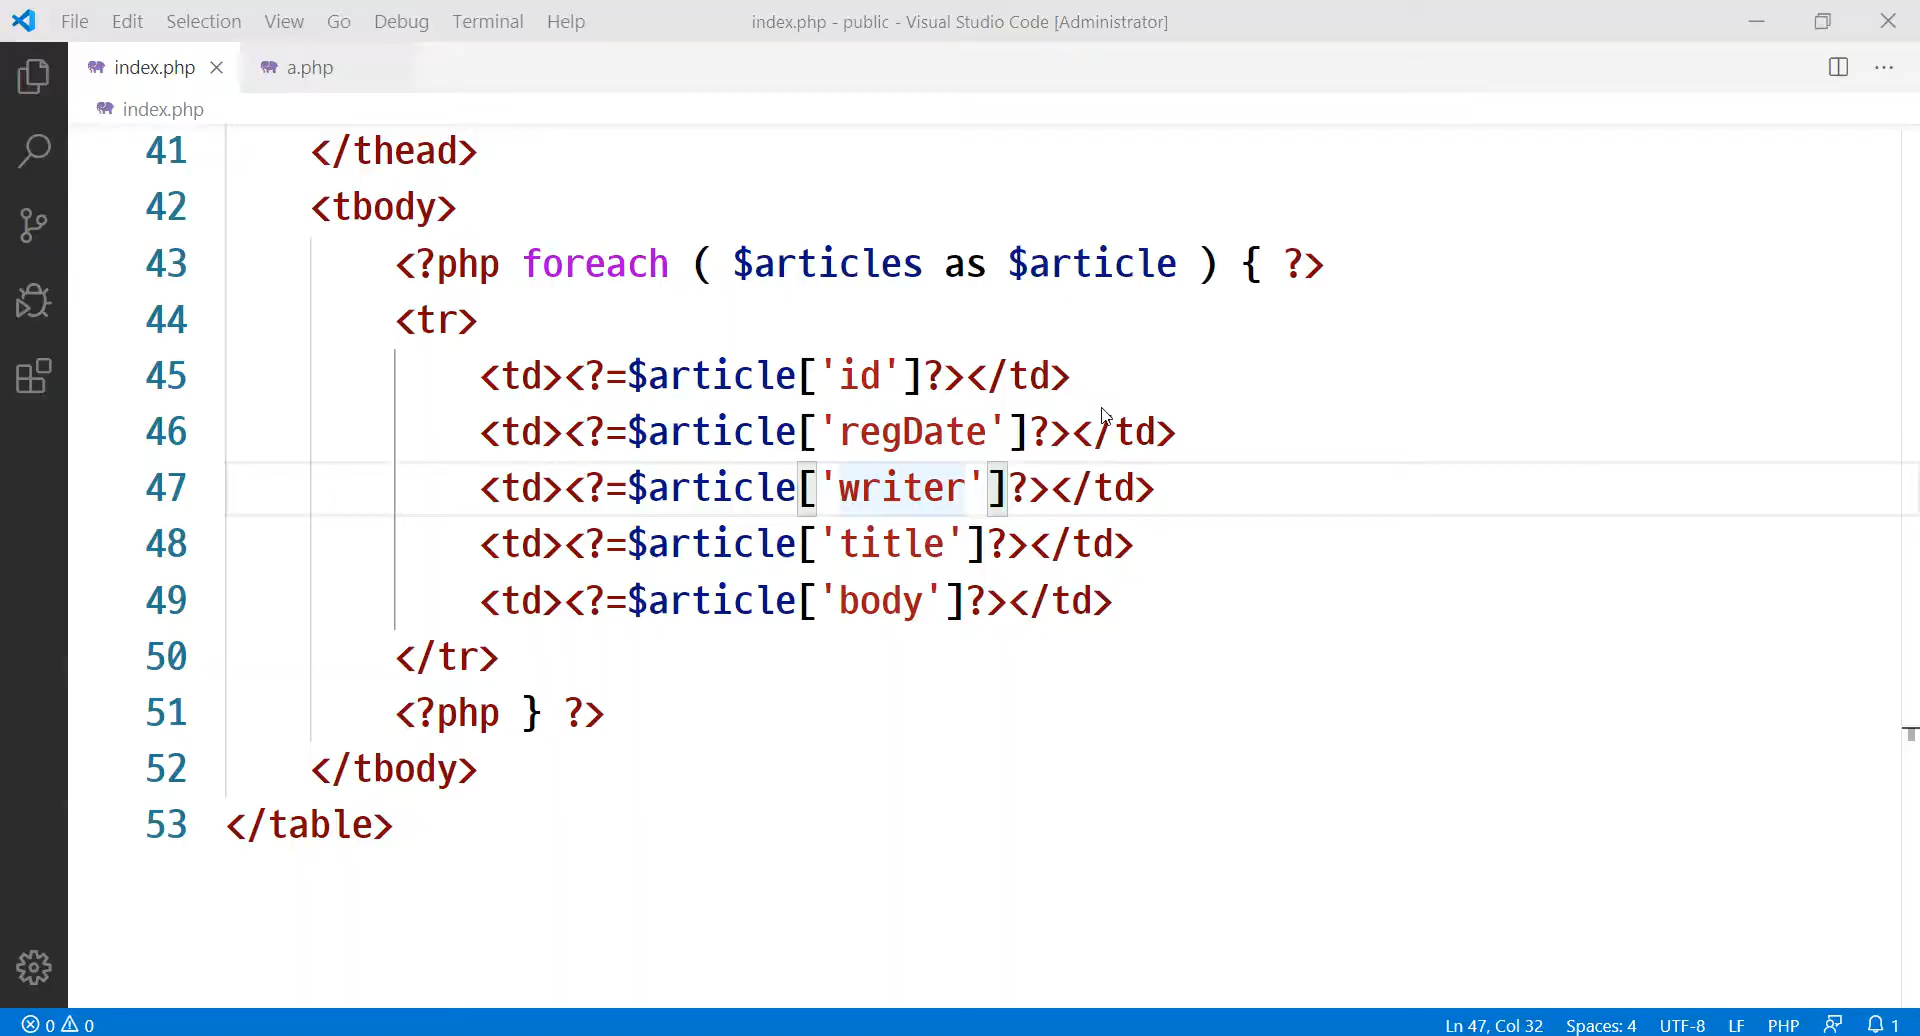 File Edit Selection View Go Debug Terminal Help index.php - public - Visual Studio Code [Administrator]
index.php a.php
index.php
41 </thead>
42 <tbody>
43 <?php foreach ( $articles as $article ) { ?>
44 <tr>
45 <td><?=$article['id']?></td>
46 <td><?=$article['regDate']?></td>
47 <td><?=$article['writer']?></td>
48 <td><?=$article['title']?></td>
49 <td><?=$article['body']?></td>
50 </tr>
51 <?php } ?>
52 </tbody>
53 </table>
0 0 Ln 47, Col 32 Spaces: 4 UTF-8 LF PHP 1